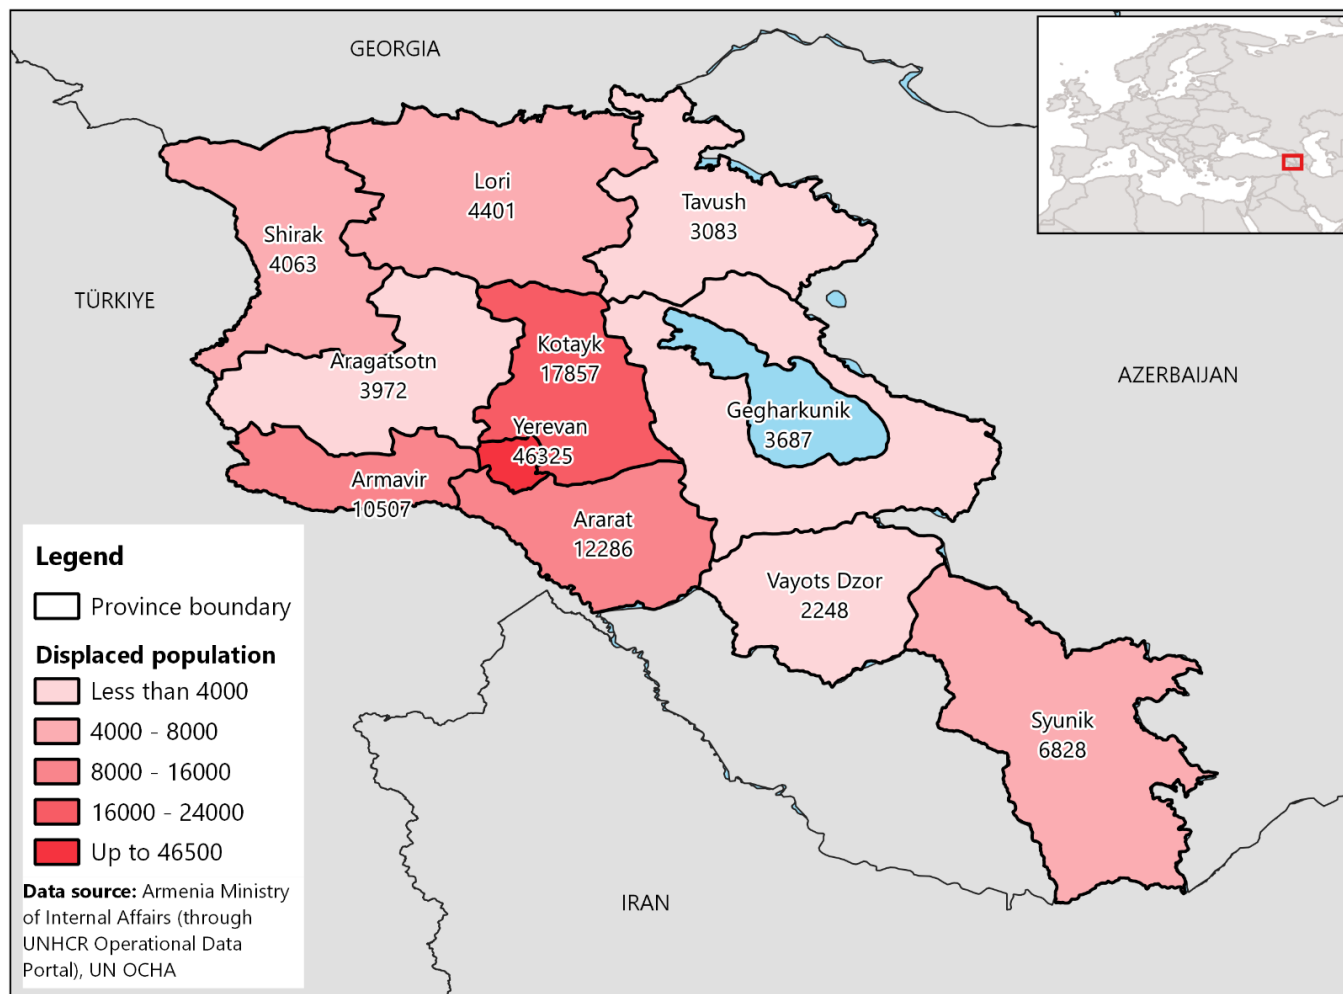 GEORGIA
Lori
4401
Tavush
3083
Shirak
4063
TÜRKİYE
Kotayk
17857
Aragatsotn
3972
AZERBAIJAN
Gegharkunik
3687
Yerevan
46325
Armavir
10507
Ararat
12286
Vayots Dzor
2248
Syunik
6828
IRAN
Legend
Province boundary
Displaced population
Less than 4000
4000 - 8000
8000 - 16000
16000 - 24000
Up to 46500
Data source: Armenia Ministry
of Internal Affairs (through
UNHCR Operational Data
Portal), UN OCHA